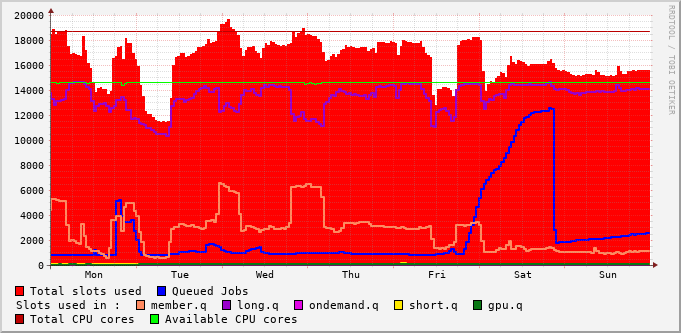 RRDTOOL / TOBI OETIKER
20000
18000
16000
14000
12000
10000
8000
6000
4000
2000
0
Mon Tue Wed Thu Fri Sat Sun
Total slots used Queued Jobs
Slots used in : member.q long.q ondemand.q short.q gpu.q
Total CPU cores Available CPU cores